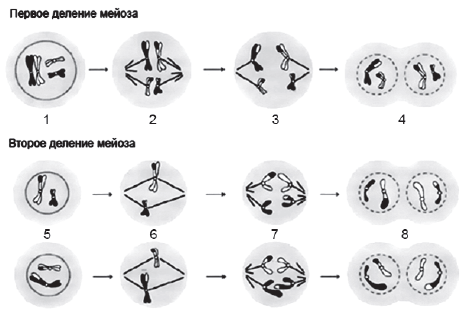 Первое деление мейоза
1 2 3 4
Второе деление мейоза
5 6 7 8